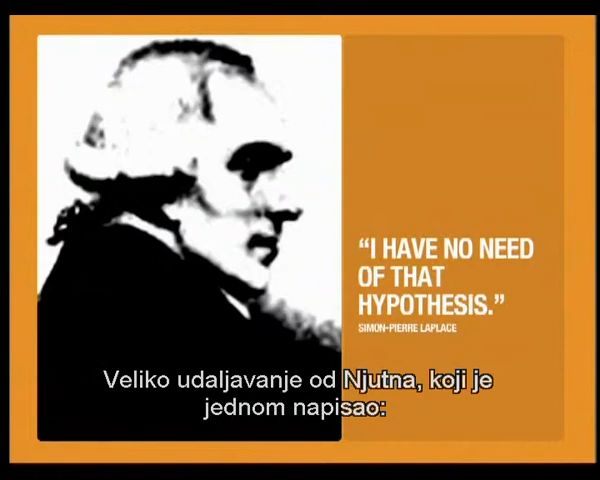 “I HAVE NO NEED
OF THAT
HYPOTHESIS.”
SIMON-PIERRE LAPLACE
Veliko udaljavanje od Njutna, koji je
jednom napisao: